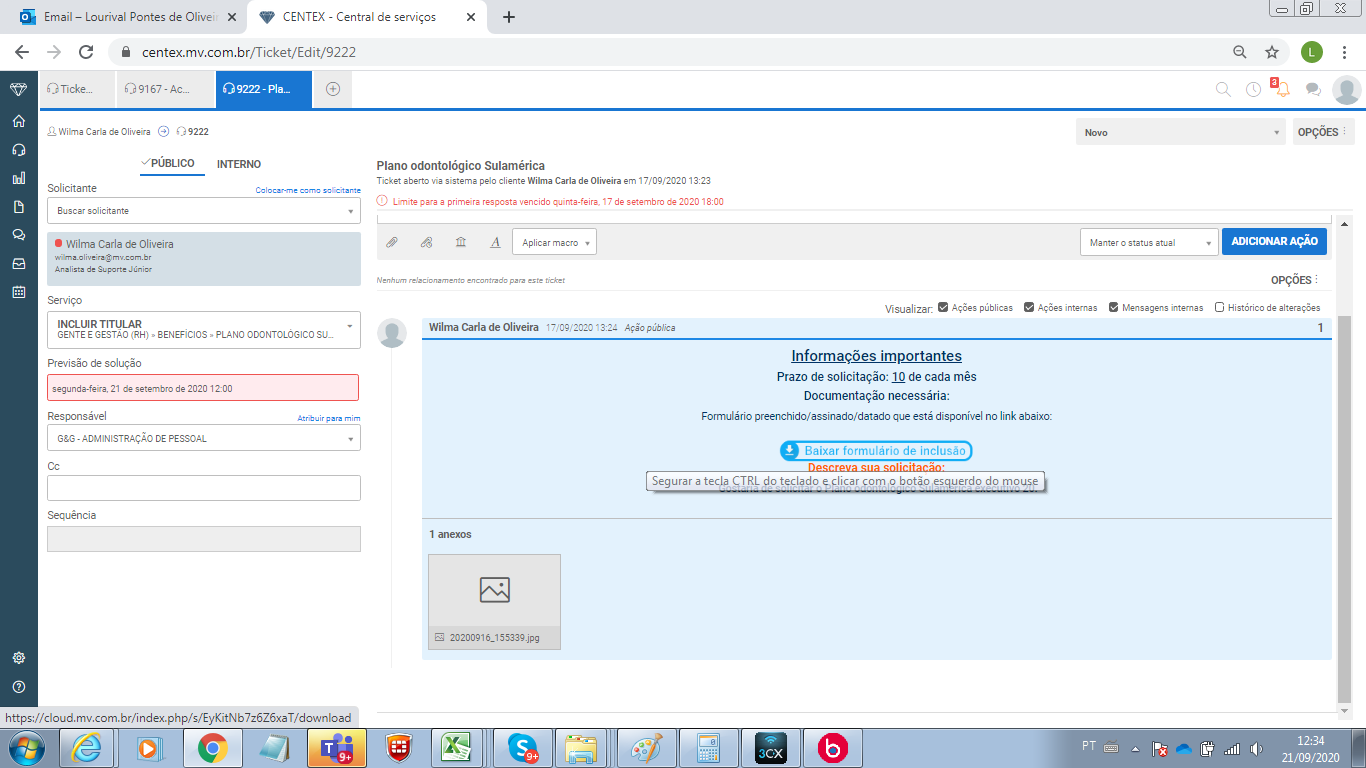 Email – Lourival Pontes de Oliveir
CENTEX - Central de serviços
centex.mv.com.br/Ticket/Edit/9222
L
Ticke...
9167 - Ac...
9222 - Pla...
3
Wilma Carla de Oliveira
9222
Novo
OPÇÕES
PÚBLICO
INTERNO
Solicitante
Colocar-me como solicitante
Buscar solicitante
Wilma Carla de Oliveira
wilma.oliveira@mv.com.br
Analista de Suporte Júnior
Serviço
INCLUIR TITULAR
GENTE E GESTÃO (RH) » BENEFÍCIOS » PLANO ODONTOLÓGICO SU...
Previsão de solução
segunda-feira, 21 de setembro de 2020 12:00
Responsável
Atribuir para mim
G&G - ADMINISTRAÇÃO DE PESSOAL
Cc
Sequência
Plano odontológico Sulamérica
Ticket aberto via sistema pelo cliente Wilma Carla de Oliveira em 17/09/2020 13:23
Limite para a primeira resposta vencido quinta-feira, 17 de setembro de 2020 18:00
A
Aplicar macro
Manter o status atual
ADICIONAR AÇÃO
Nenhum relacionamento encontrado para este ticket
OPÇÕES
Visualizar:
Ações públicas
Ações internas
Mensagens internas
Histórico de alterações
Wilma Carla de Oliveira 17/09/2020 13:24 Ação pública
1
Informações importantes
Prazo de solicitação: 10 de cada mês
Documentação necessária:
Formulário preenchido/assinado/datado que está disponível no link abaixo:
Baixar formulário de inclusão
Descreva sua solicitação:
Segurar a tecla CTRL do teclado e clicar com o botão esquerdo do mouse
Gostaria de solicitar o Plano odontológico Sulamérica executivo 20.
1 anexos
20200916_155339.jpg
https://cloud.mv.com.br/index.php/s/EyKitNb7z6Z6xaT/download
9+
9+
3CX
b
PT
12:34
21/09/2020